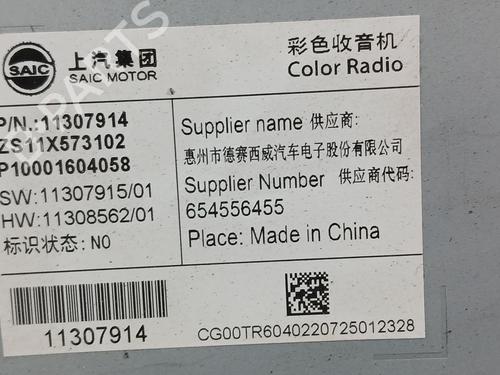 SAIC
上汽集团
SAIC MOTOR
彩色收音机
Color Radio
P/N.:11307914
ZS11X573102
P10001604058
SW:11307915/01
HW:11308562/01
标识状态: NO
Supplier name 供应商:
惠州市德赛西威汽车电子股份有限公司
Supplier Number 供应商代码:
654556455
Place: Made in China
11307914
CG00TR6040220725012328